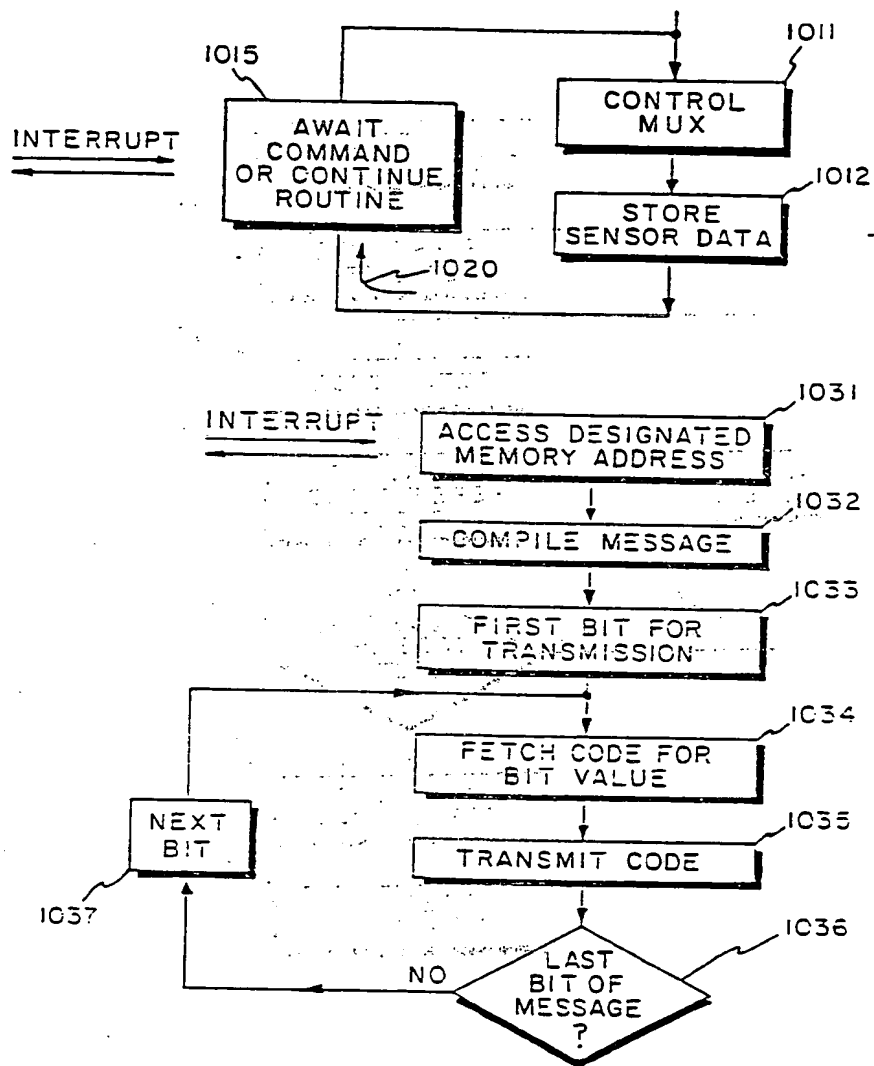 1011
1015
CONTROL
MUX
INTERRUPT
AWAIT
COMMAND
OR CONTINUE
ROUTINE
1012
STORE
SENSOR DATA
1020
1031
INTERRUPT
ACCESS DESIGNATED
MEMORY ADDRESS
1032
COMPILE MESSAGE
1033
FIRST BIT FOR
TRANSMISSION
1034
FETCH CODE FOR
BIT VALUE
NEXT
BIT
1035
TRANSMIT CODE
1037
1036
NO
LAST
BIT OF
MESSAGE
?